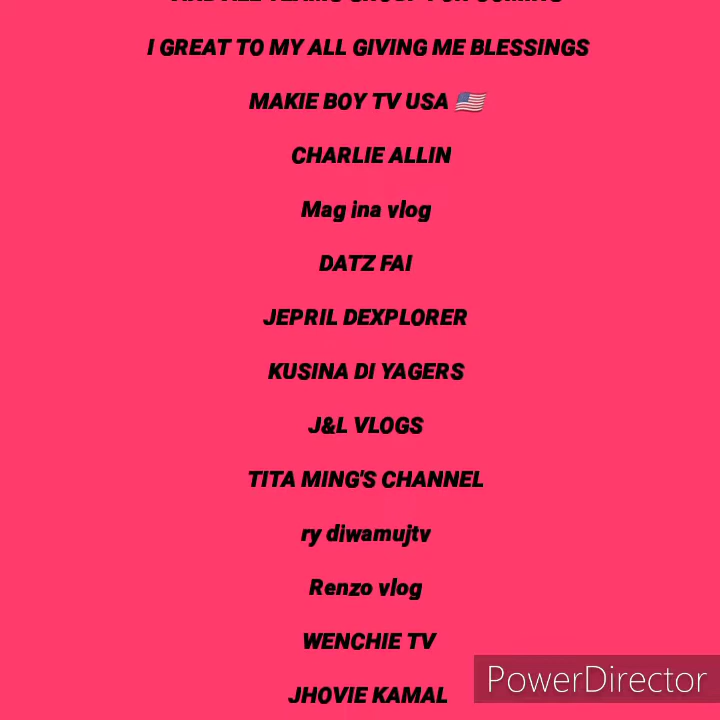 I GREAT TO MY ALL GIVING ME BLESSINGS
MAKIE BOY TV USA 🇺🇸
CHARLIE ALLIN
Mag ina vlog
DATZ FAI
JEPRIL DEXPLORER
KUSINA DI YAGERS
J&L VLOGS
TITA MING'S CHANNEL
ry diwamujtv
Renzo vlog
WENCHIE TV
JHOVIE KAMAL
PowerDirector